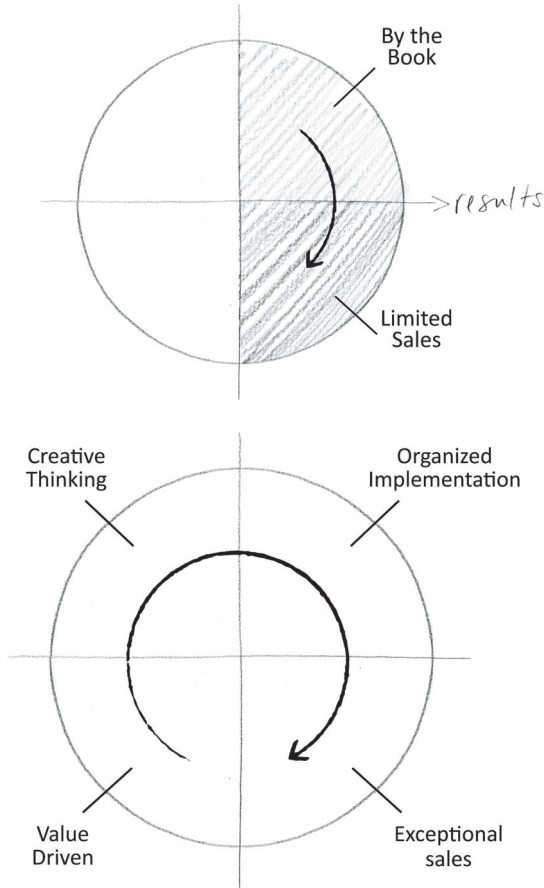 By the
Book
results
Limited
Sales
Creative
Thinking
Organized
Implementation
Value
Driven
Exceptional
sales